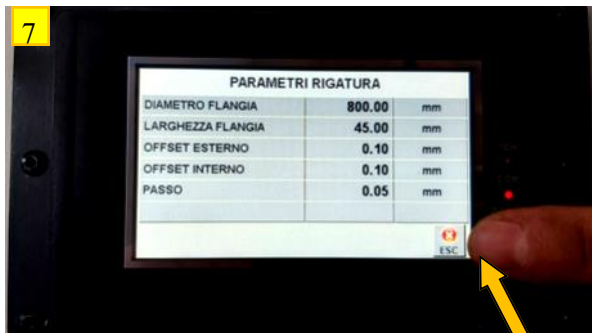 7
PARAMETRI RIGATURA
DIAMETRO FLANGIA 800.00 mm
LARGHEZZA FLANGIA 45.00 mm
OFFSET ESTERNO 0.10 mm
OFFSET INTERNO 0.10 mm
PASSO 0.05 mm
ESC